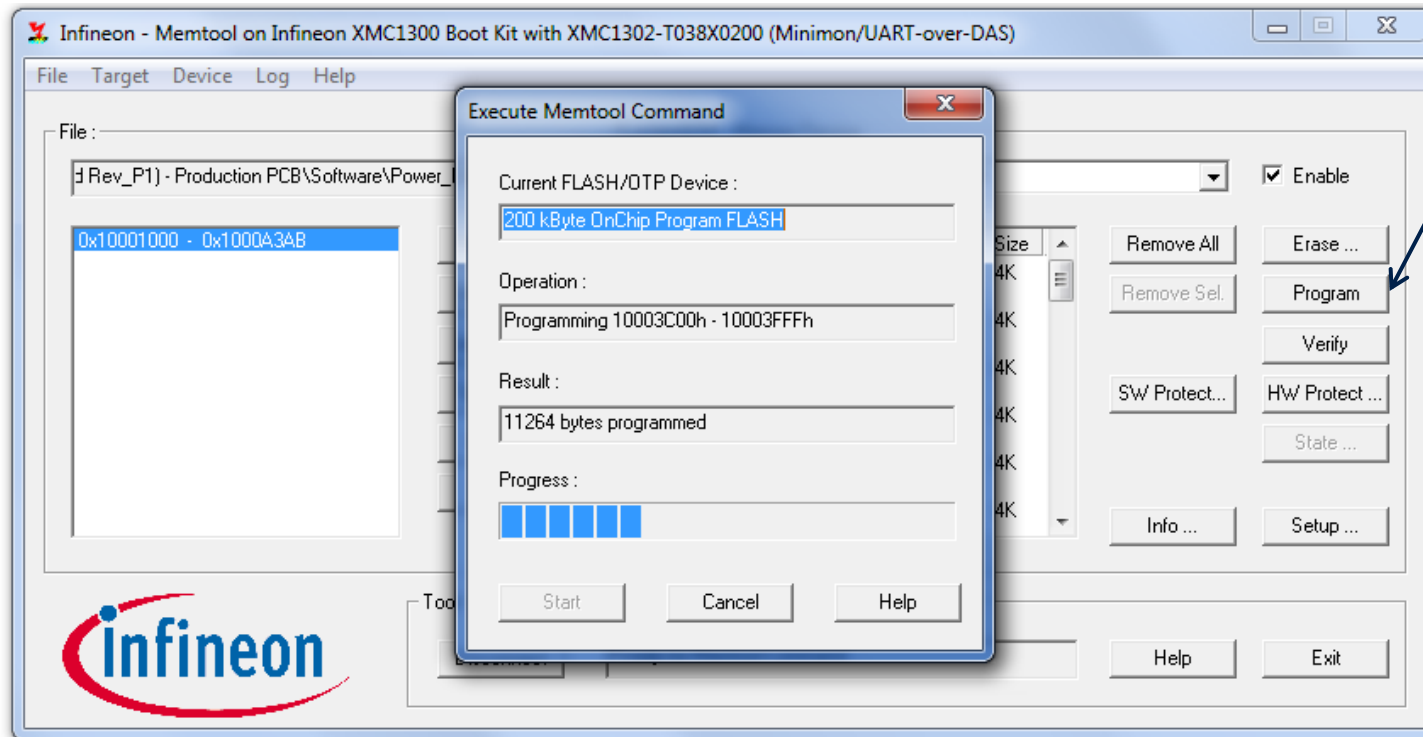 Infineon - Memtool on Infineon XMC1300 Boot Kit with XMC1302-T038X0200 (Minimon/UART-over-DAS)
File Target Device Log Help
Execute Memtool Command
File :
Rev_P1) - Production PCB\Software\Power_
Enable
Current FLASH/OTP Device :
200 kByte OnChip Program FLASH
0x10001000 - 0x1000A3AB
Size
Remove All
Erase ...
4K
Operation :
Remove Sel.
Program
Programming 10003C00h - 10003FFFh
4K
Verify
4K
Result :
SW Protect...
HW Protect ...
11264 bytes programmed
4K
State ...
4K
Progress :
4K
Info ...
Setup ...
Start
Cancel
Help
Too
infineon
Help
Exit